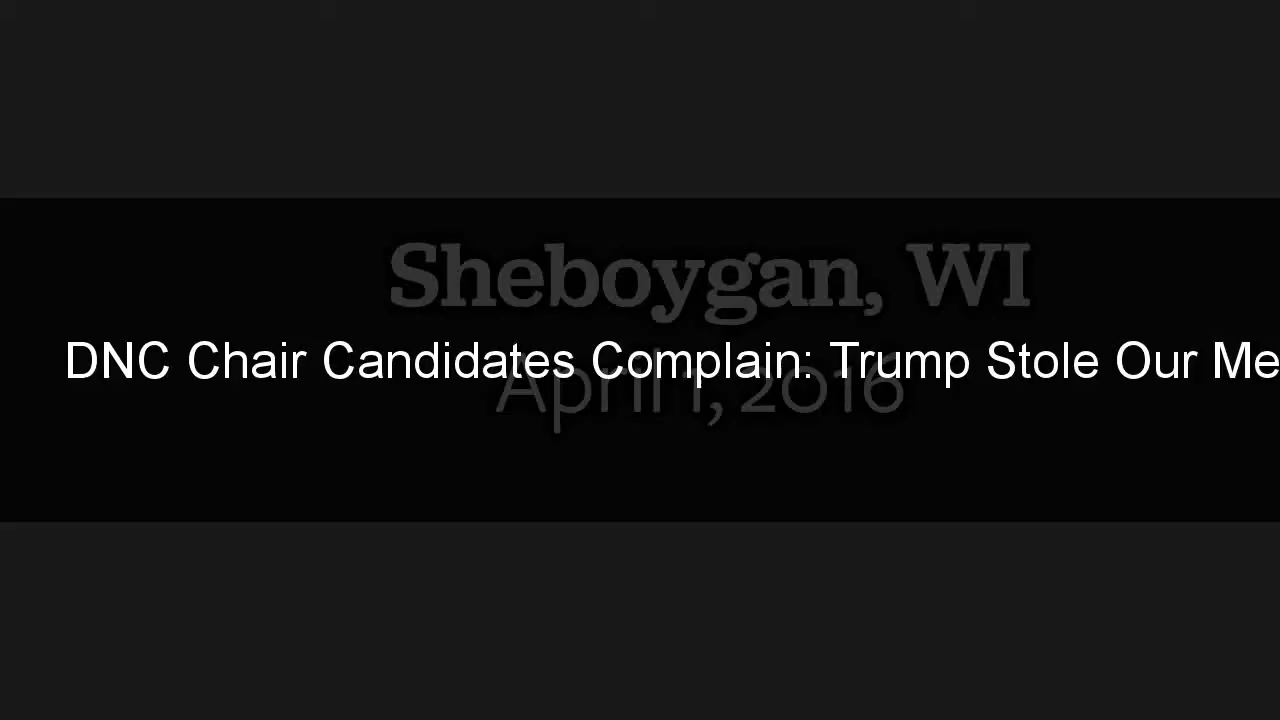 Sheboygan, WI
DNC Chair Candidates Complain: Trump Stole Our Me
April 1, 2016